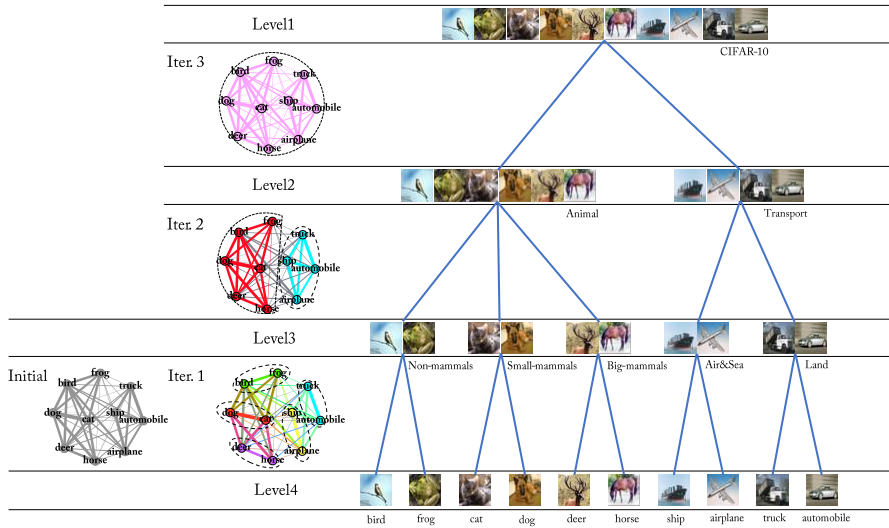 Level1
CIFAR-10
Iter. 3
frog
bird
truck
dog
ship
cat
automobile
deer
airplane
horse
Level2
Animal
Transport
Iter. 2
frog
bird
truck
dog
ship
cat
automobile
deer
airplane
horse
Level3
Non-mammals
Small-mammals
Big-mammals
Air&Sea
Land
Initial
frog
bird
truck
dog
ship
cat
automobile
deer
airplane
horse
Iter. 1
frog
bird
truck
dog
ship
cat
automobile
deer
airplane
horse
Level4
bird
frog
cat
dog
deer
horse
ship
airplane
truck
automobile